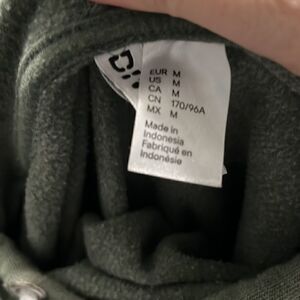 EUR M
US M
CA M
CN 170/96A
MX M
Made in
Indonesia
Fabriqué en
Indonésie